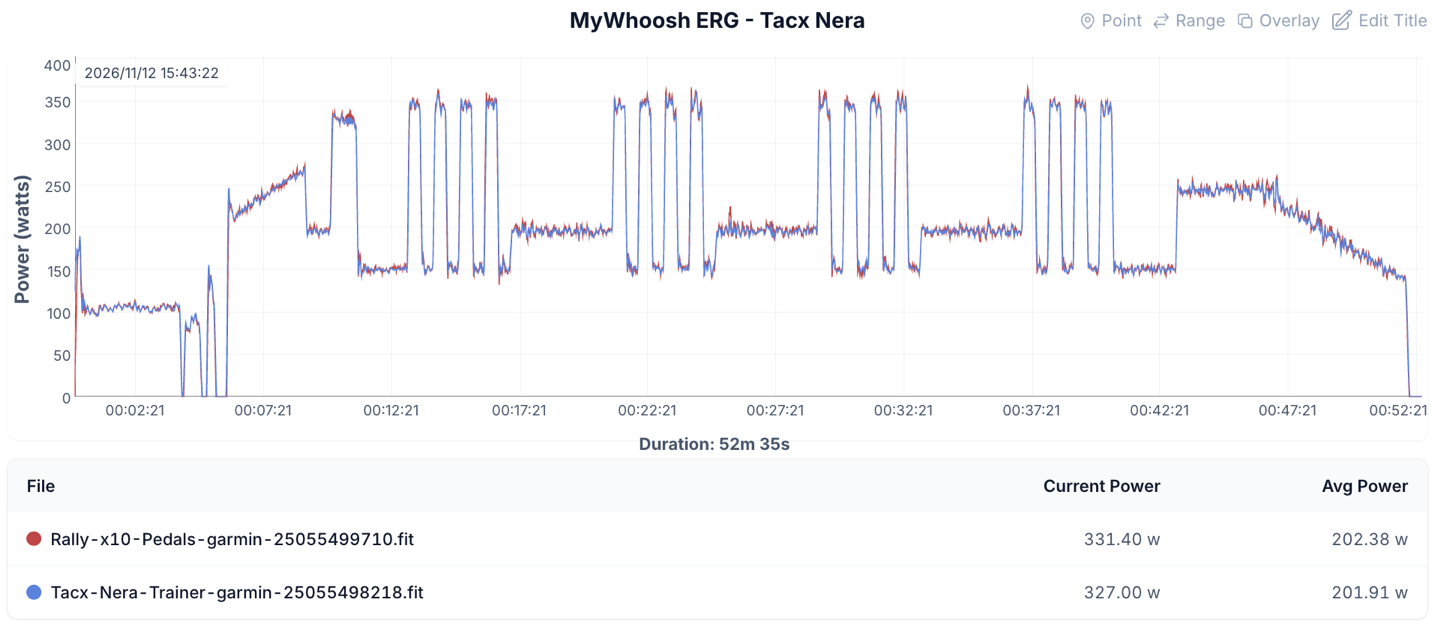 MyWhoosh ERG - Tacx Nera
Point Range Overlay Edit Title
2026/11/12 15:43:22
Power (watts)
400
350
300
250
200
150
100
50
0
00:02:21 00:07:21 00:12:21 00:17:21 00:22:21 00:27:21 00:32:21 00:37:21 00:42:21 00:47:21 00:52:21
Duration: 52m 35s
File Current Power Avg Power
Rally-x10-Pedals-garmin-25055499710.fit 331.40 w 202.38 w
Tacx-Nera-Trainer-garmin-25055498218.fit 327.00 w 201.91 w